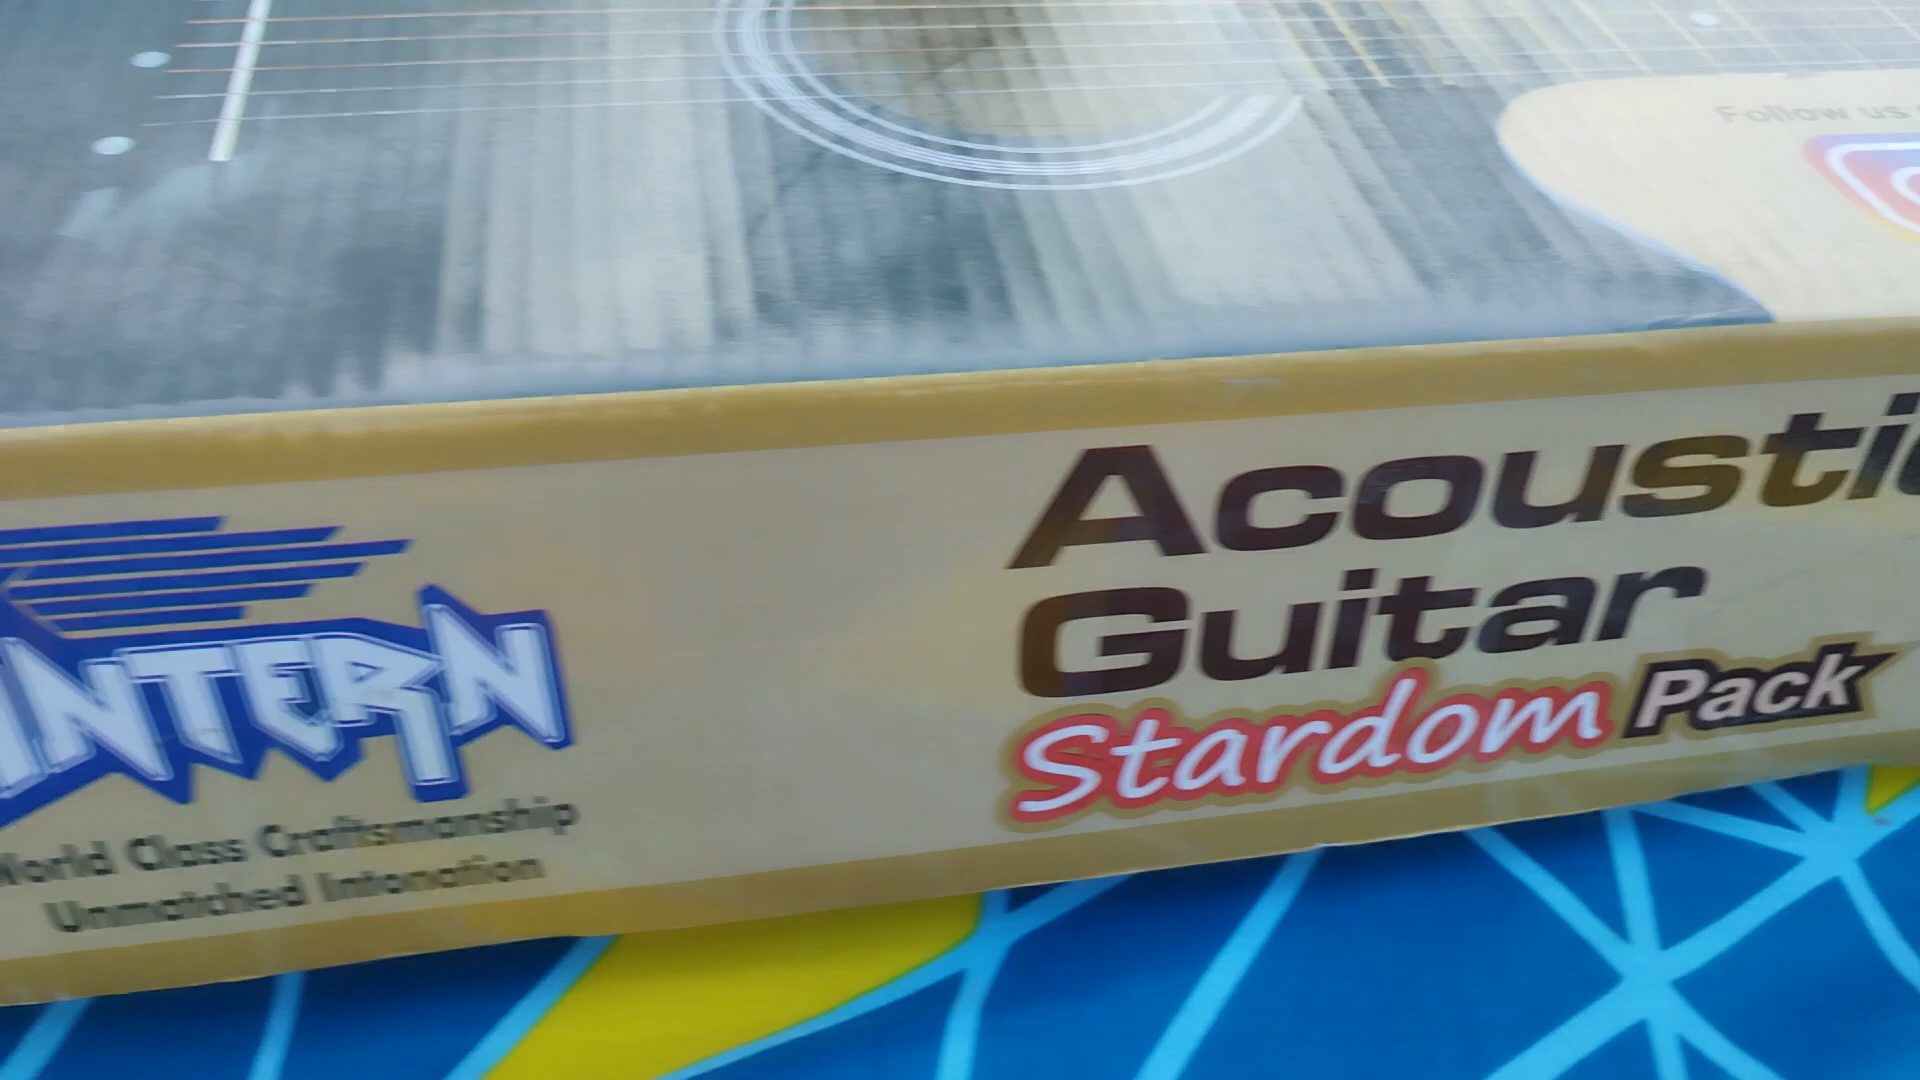 Follow us
INTERN
World Class Craftsmanship
Unmatched Intonation
Acoustic
Guitar
Stardom Pack